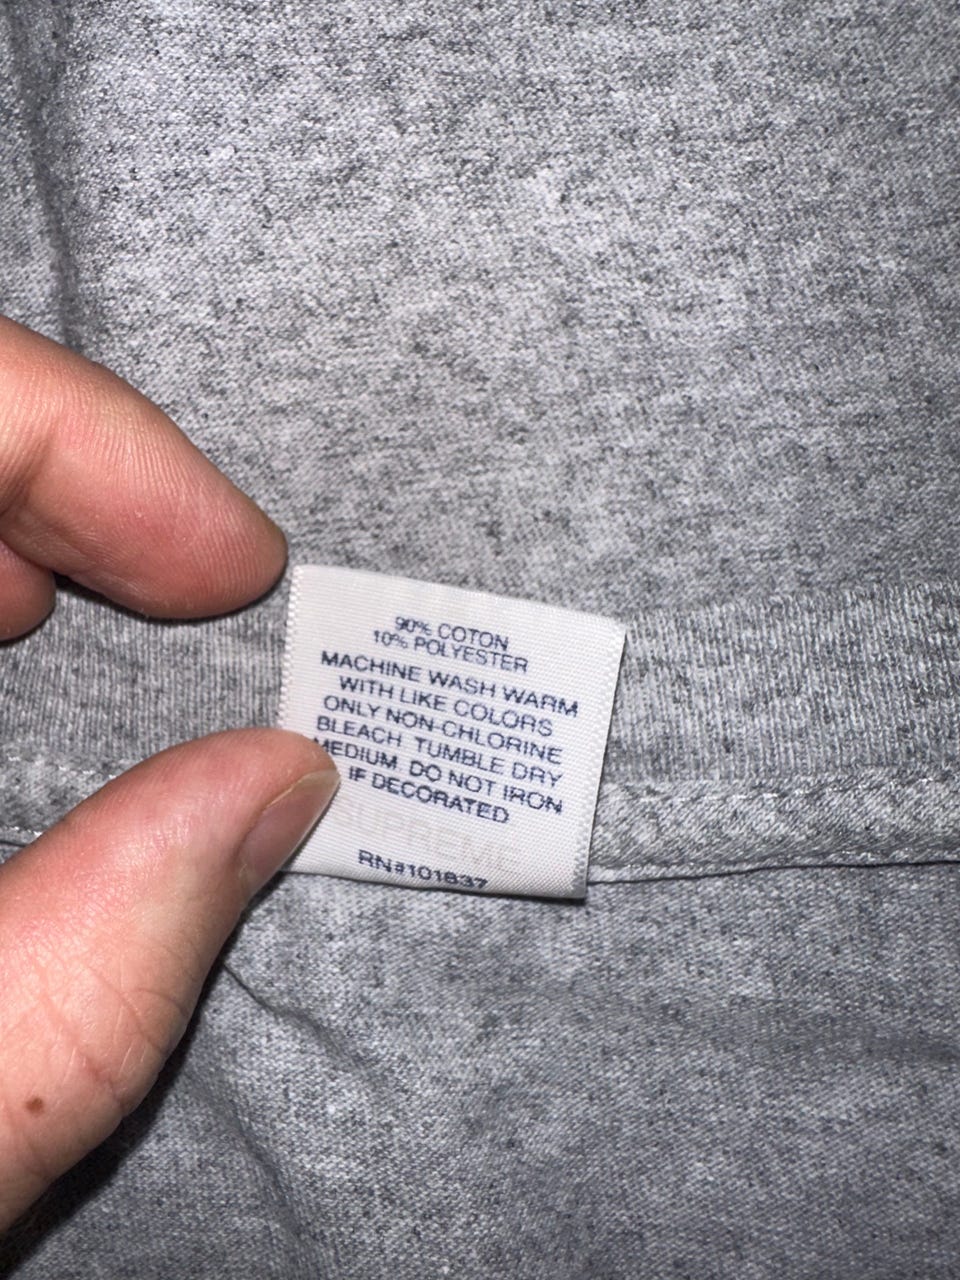 90% COTON
10% POLYESTER
MACHINE WASH WARM
WITH LIKE COLORS
ONLY NON-CHLORINE
BLEACH TUMBLE DRY
MEDIUM DO NOT IRON
IF DECORATED
SUPREME
RN#101837